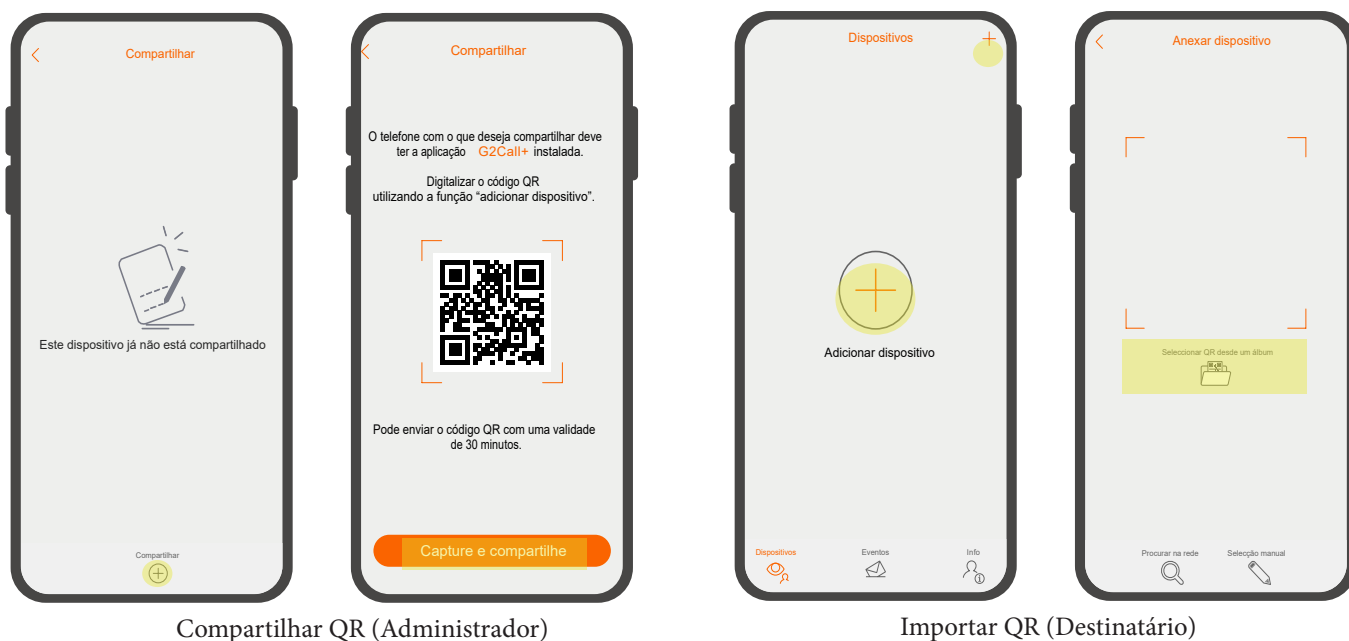 Compartilhar
Este dispositivo já não está compartilhado
Compartilhar
Compartilhar
O telefone com o que deseja compartilhar deve
ter a aplicação G2Call+ instalada.
Digitalizar o código QR
utilizando a função “adicionar dispositivo”.
Pode enviar o código QR com uma validade
de 30 minutos.
Capture e compartilhe
Compartilhar QR (Administrador)
Dispositivos
Adicionar dispositivo
Dispositivos Eventos Info
Anexar dispositivo
Seleccionar QR desde um álbum
Procurar na rede Selecção manual
Importar QR (Destinatário)